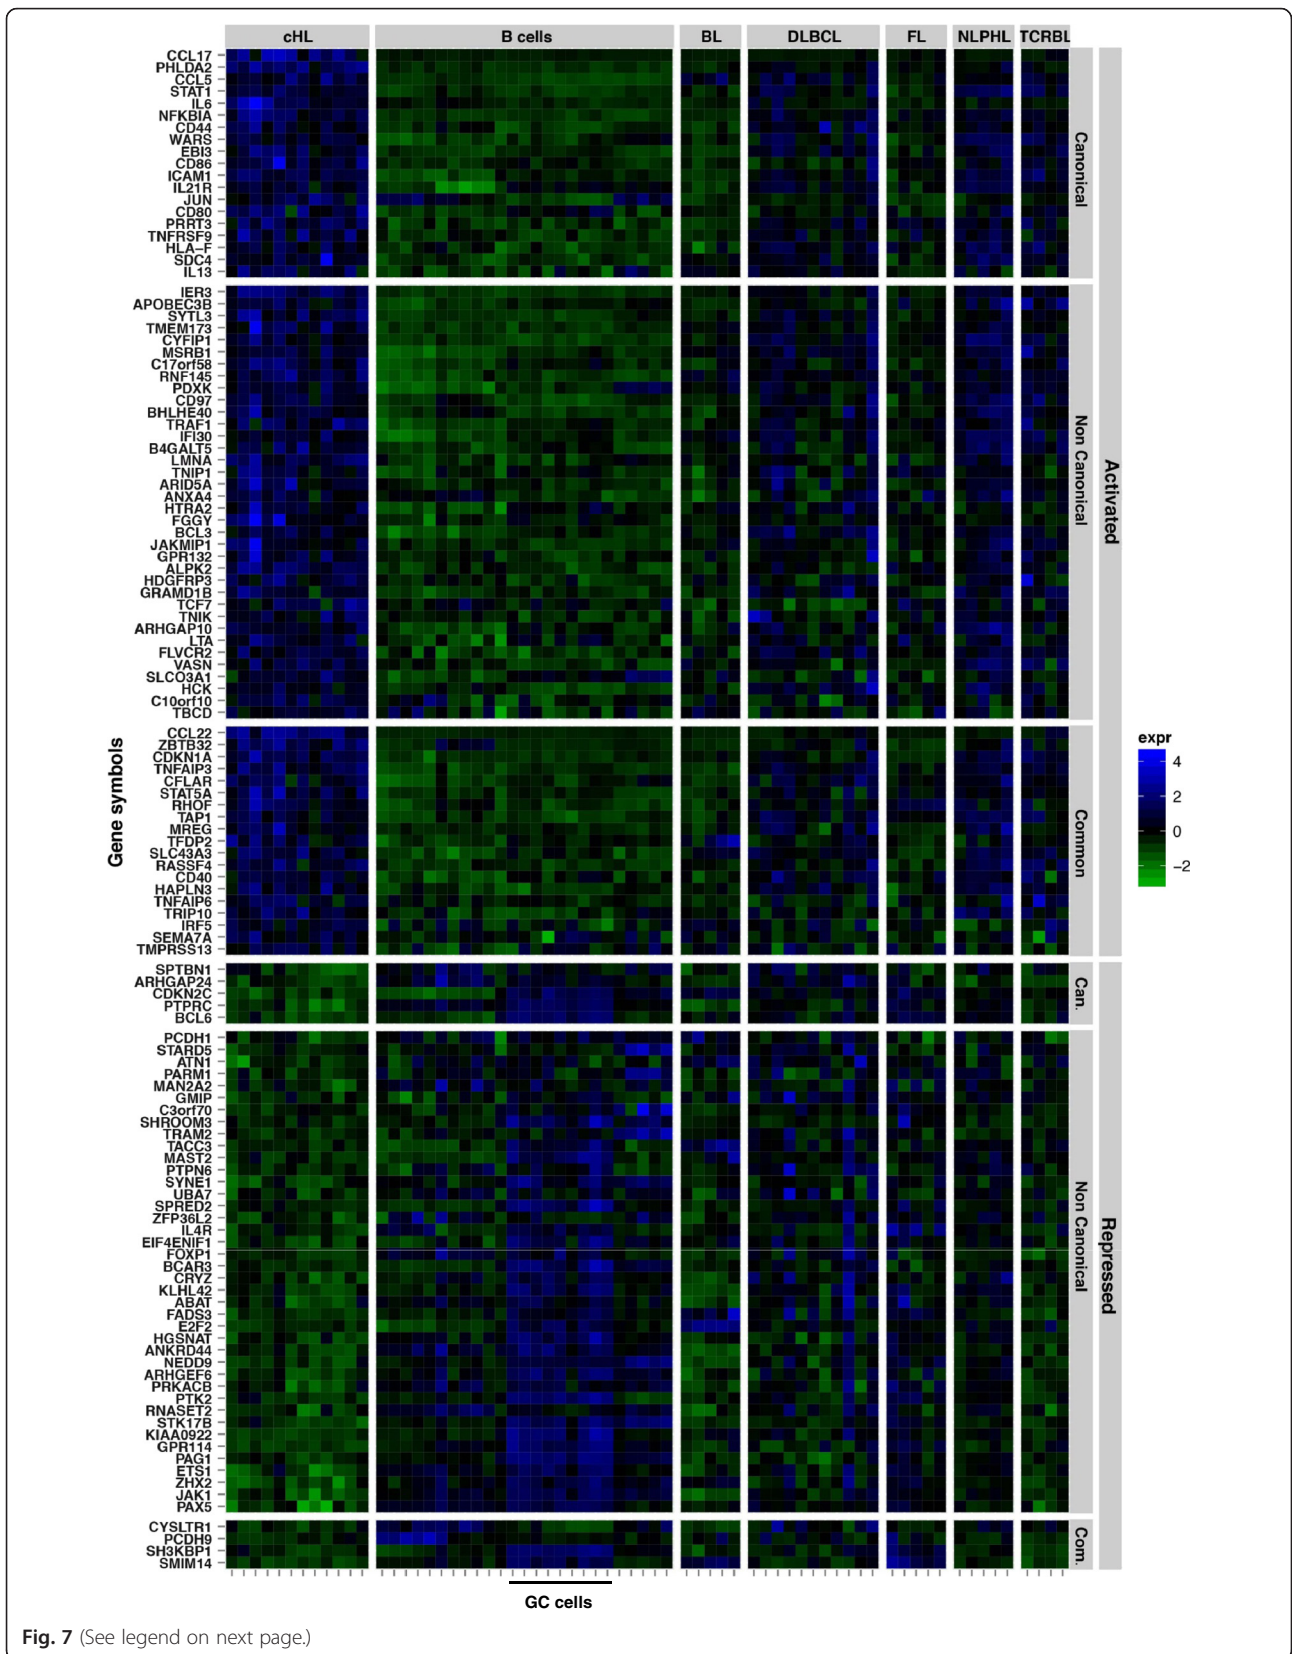 cHL B cells BL DLBCL FL NLPHL TCRBL
CCL17
PHLDA2
CCL5
STAT1
IL6
NFKBIA
CD44
WARS
EBI3
CD86
ICAM1
IL21R
JUN
CD80
PRRT3
TNFRSF9
HLA−F
SDC4
IL13
Canonical
IER3
APOBEC3B
SYTL3
TMEM173
CYFIP1
MSRB1
C17orf58
RNF145
PDXK
CD97
BHLHE40
TRAF1
IFI30
B4GALT5
LMNA
TNIP1
ARID5A
ANXA4
HTRA2
FGGY
BCL3
JAKMIP1
GPR132
ALPK2
HDGFRP3
GRAMD1B
TCF7
TNIK
ARHGAP10
LTA
FLVCR2
VASN
SLCO3A1
HCK
C10orf10
TBCD
Non Canonical
Activated
CCL22
ZBTB32
CDKN1A
TNFAIP3
CFLAR
STAT5A
RHOF
TAP1
MREG
TFDP2
SLC43A3
RASSF4
CD40
HAPLN3
TNFAIP6
TRIP10
IRF5
SEMA7A
TMPRSS13
Common
Gene symbols
expr
4
2
0
−2
SPTBN1
ARHGAP24
CDKN2C
PTPRC
BCL6
Can.
PCDH1
STARD5
ATN1
PARM1
MAN2A2
GMIP
C3orf70
SHROOM3
TRAM2
TACC3
MAST2
PTPN6
SYNE1
UBA7
SPRED2
ZFP36L2
IL4R
EIF4ENIF1
FOXP1
BCAR3
CRYZ
KLHL42
ABAT
FADS3
E2F2
HGSNAT
ANKRD44
NEDD9
ARHGEF6
PRKACB
PTK2
RNASET2
STK17B
KIAA0922
GPR114
PAG1
ETS1
ZHX2
JAK1
PAX5
Non Canonical
Repressed
CYSLTR1
PCDH9
SH3KBP1
SMIM14
Com.
GC cells
Fig. 7 (See legend on next page.)